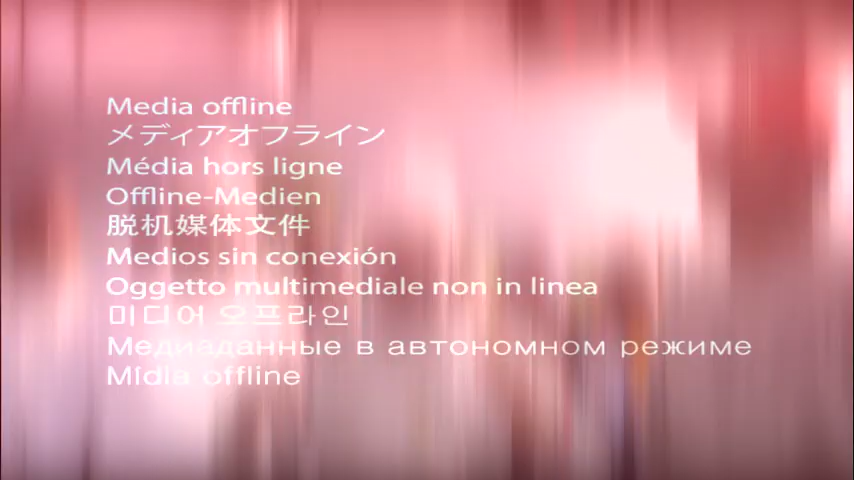 Media offline
メディアオフライン
Média hors ligne
Offline-Medien
脱机媒体文件
Medios sin conexión
Oggetto multimediale non in linea
미디어 오프라인
Медиаданные в автономном режиме
Mídia offline